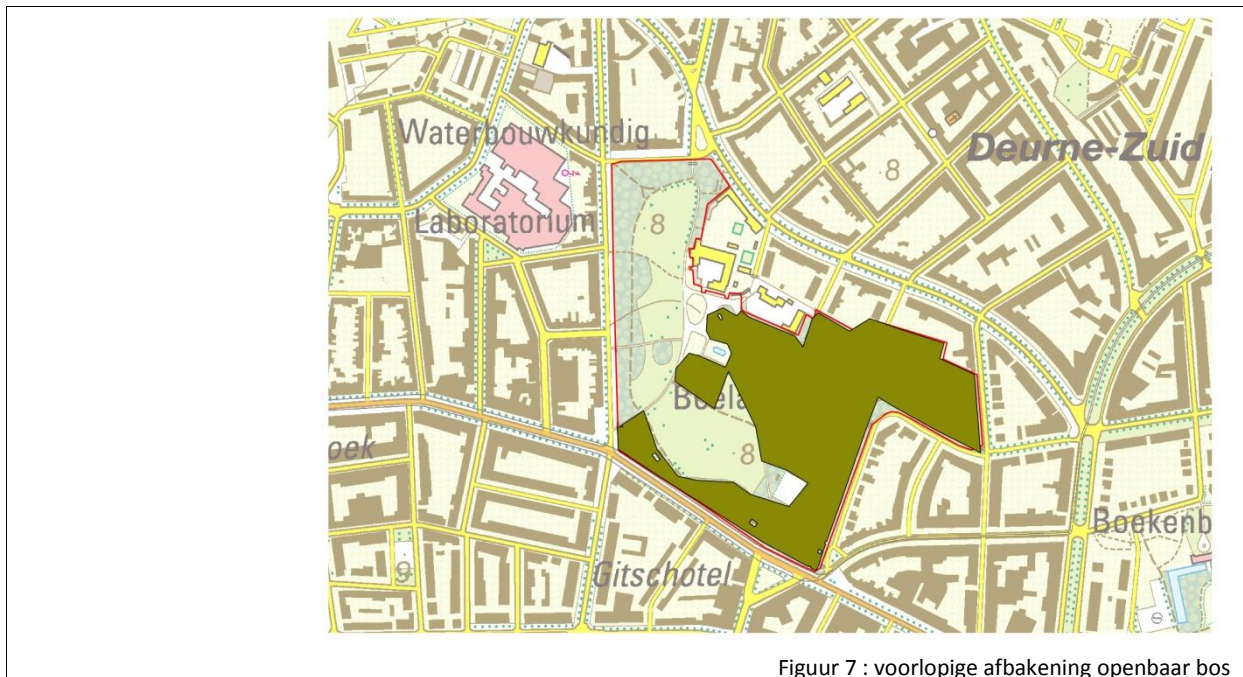 Waterbouwkundig
Deurne-Zuid
8
Laboratorium
8
Boela
oek
8
Boekenb
Gitschotel
9
Figuur 7 : voorlopige afbakening openbaar bos